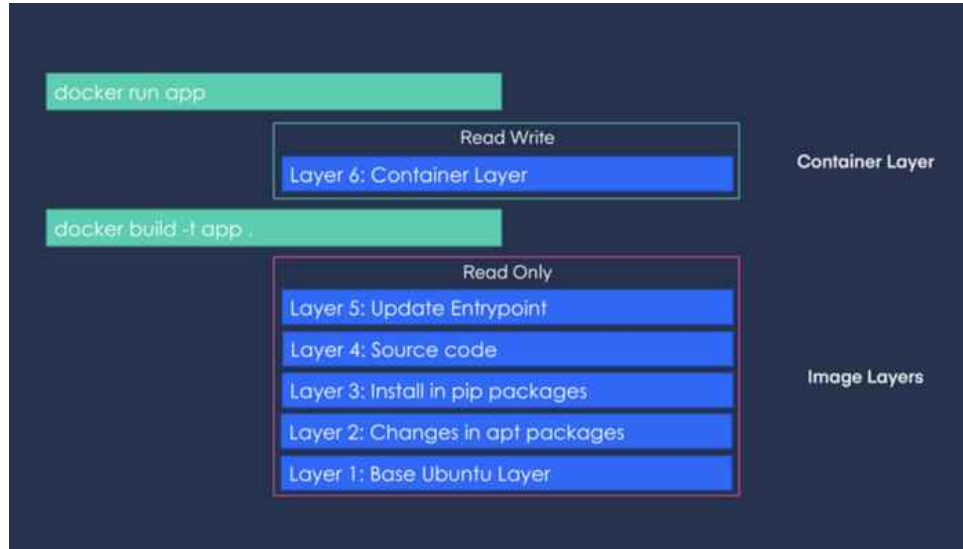 docker run app
Read Write
Layer 6: Container Layer
Container Layer
docker build -t app .
Read Only
Layer 5: Update Entrypoint
Layer 4: Source code
Layer 3: Install in pip packages
Layer 2: Changes in apt packages
Layer 1: Base Ubuntu Layer
Image Layers